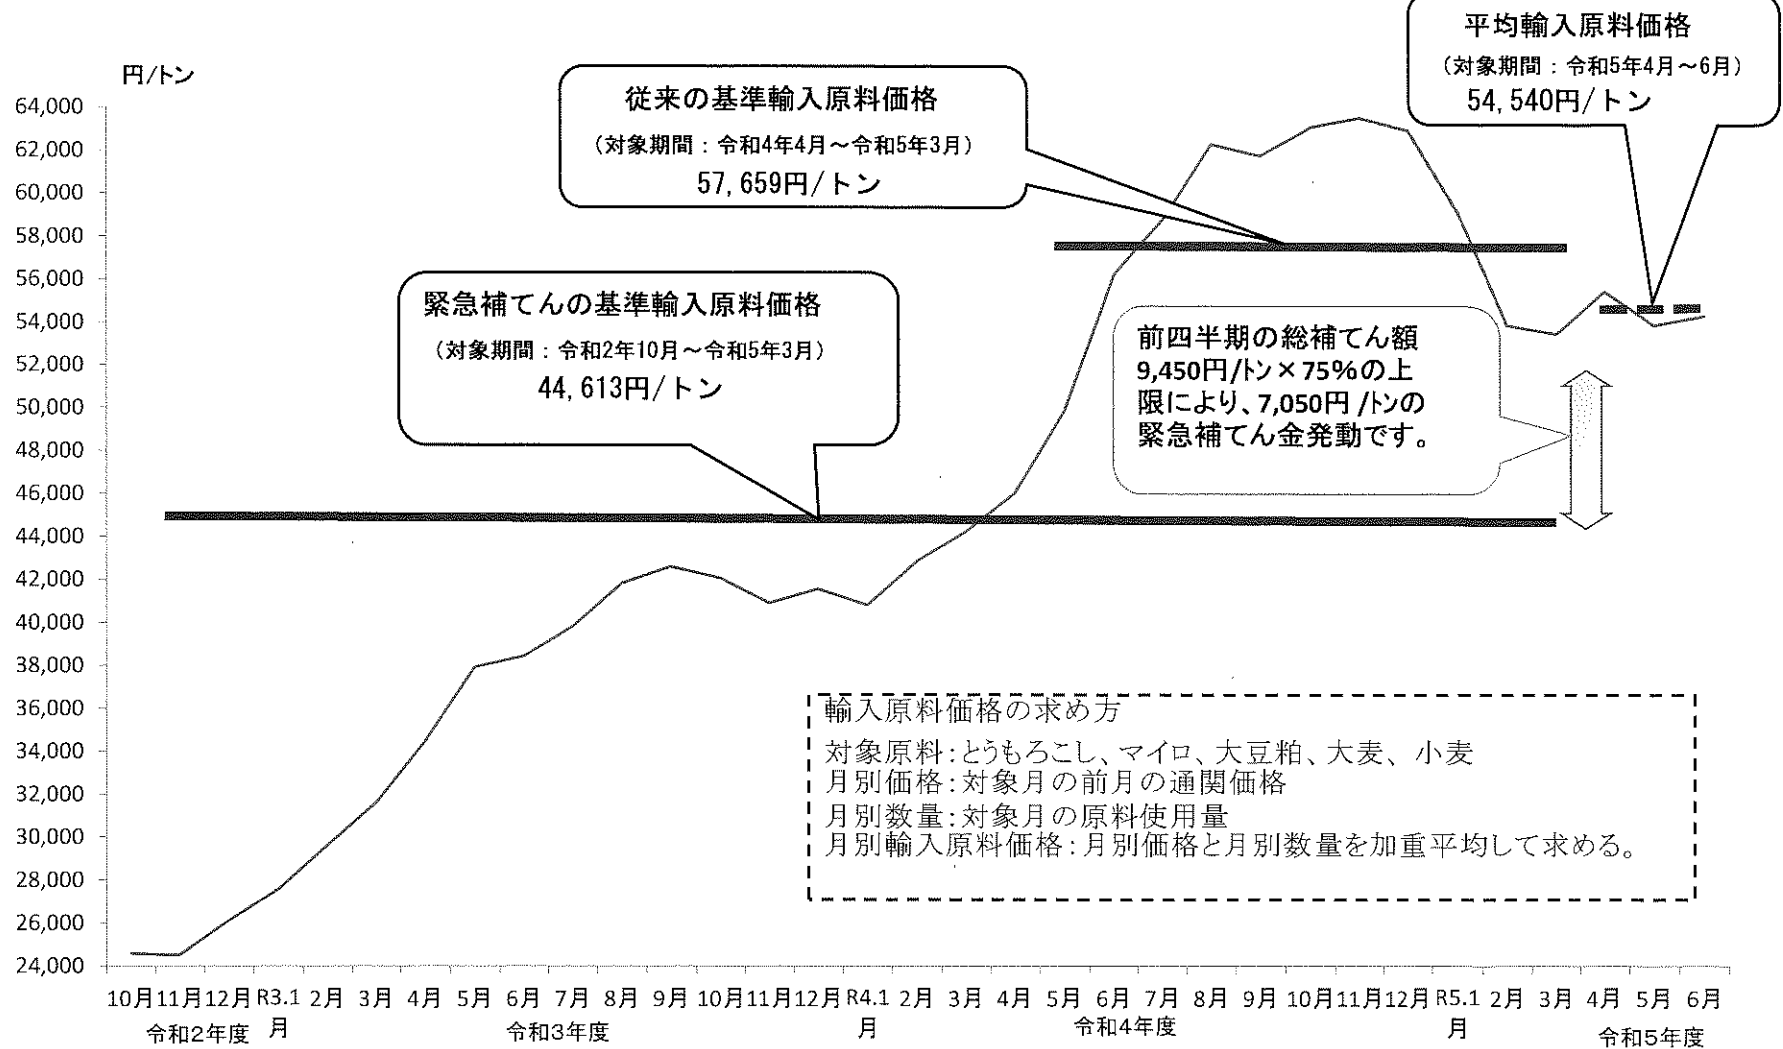 平均輸入原料価格
(対象期間：令和5年4月～6月)
54,540円/トン
円/トン
従来の基準輸入原料価格
(対象期間：令和4年4月～令和5年3月)
57,659円/トン
緊急補てんの基準輸入原料価格
(対象期間：令和2年10月～令和5年3月)
44,613円/トン
前四半期の総補てん額
9,450円/トン×75%の上
限により、7,050円/トンの
緊急補てん金発動です。
64,000
62,000
60,000
58,000
56,000
54,000
52,000
50,000
48,000
46,000
44,000
42,000
40,000
38,000
36,000
34,000
32,000
30,000
28,000
26,000
24,000
輸入原料価格の求め方
対象原料：とうもろこし、マイロ、大豆粕、大麦、小麦
月別価格：対象月の前月の通関価格
月別数量：対象月の原料使用量
月別輸入原料価格：月別価格と月別数量を加重平均して求める。
10月 11月 12月 R3.1月 2月 3月 4月 5月 6月 7月 8月 9月 10月 11月 12月 R4.1月 2月 3月 4月 5月 6月 7月 8月 9月 10月 11月 12月 R5.1月 2月 3月 4月 5月 6月
令和2年度 令和3年度 令和4年度 令和5年度